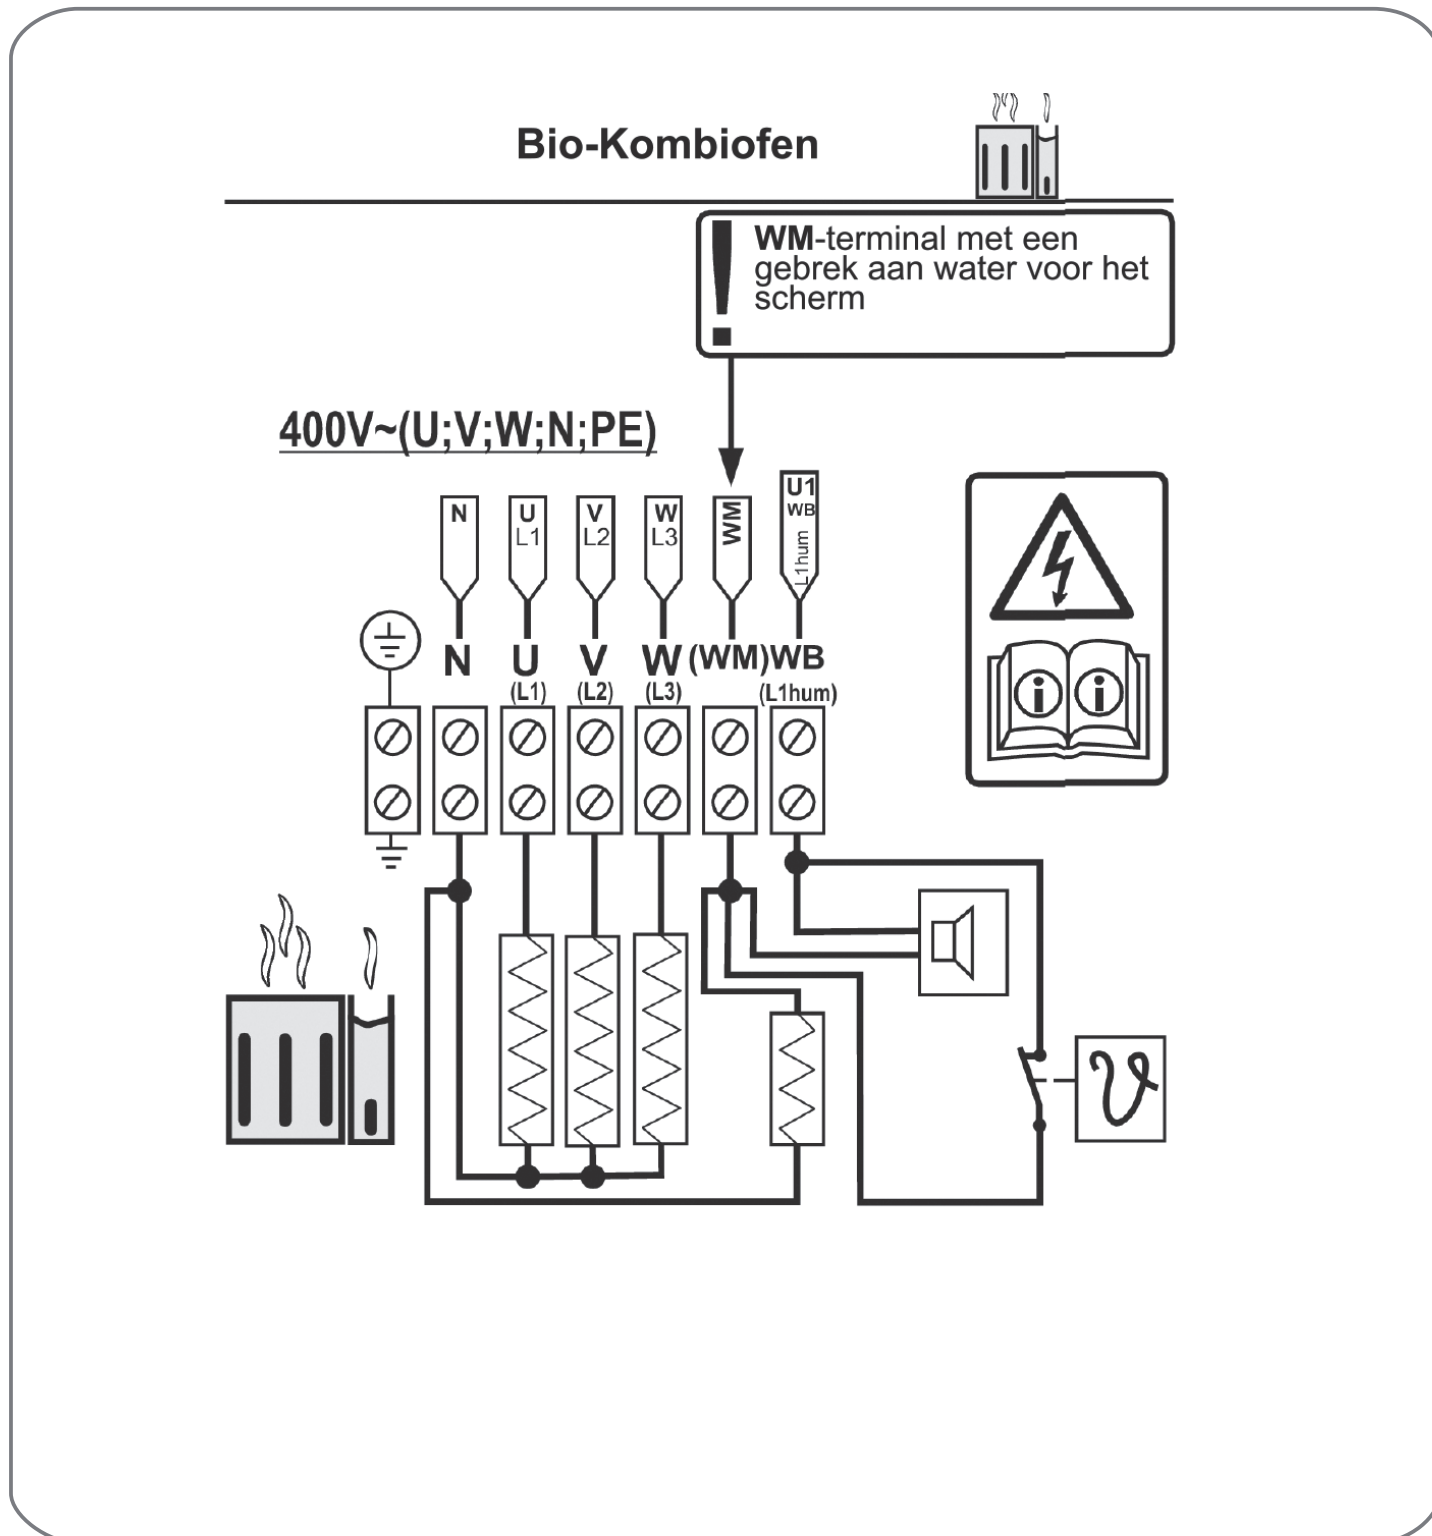 Bio-Kombiofen
WM-terminal met een
gebrek aan water voor het
scherm
400V~(U;V;W;N;PE)
N
U
L1
V
L2
W
L3
WM
U1
WB
L1hum
N U V W (WM) WB
(L1) (L2) (L3) (L1hum)